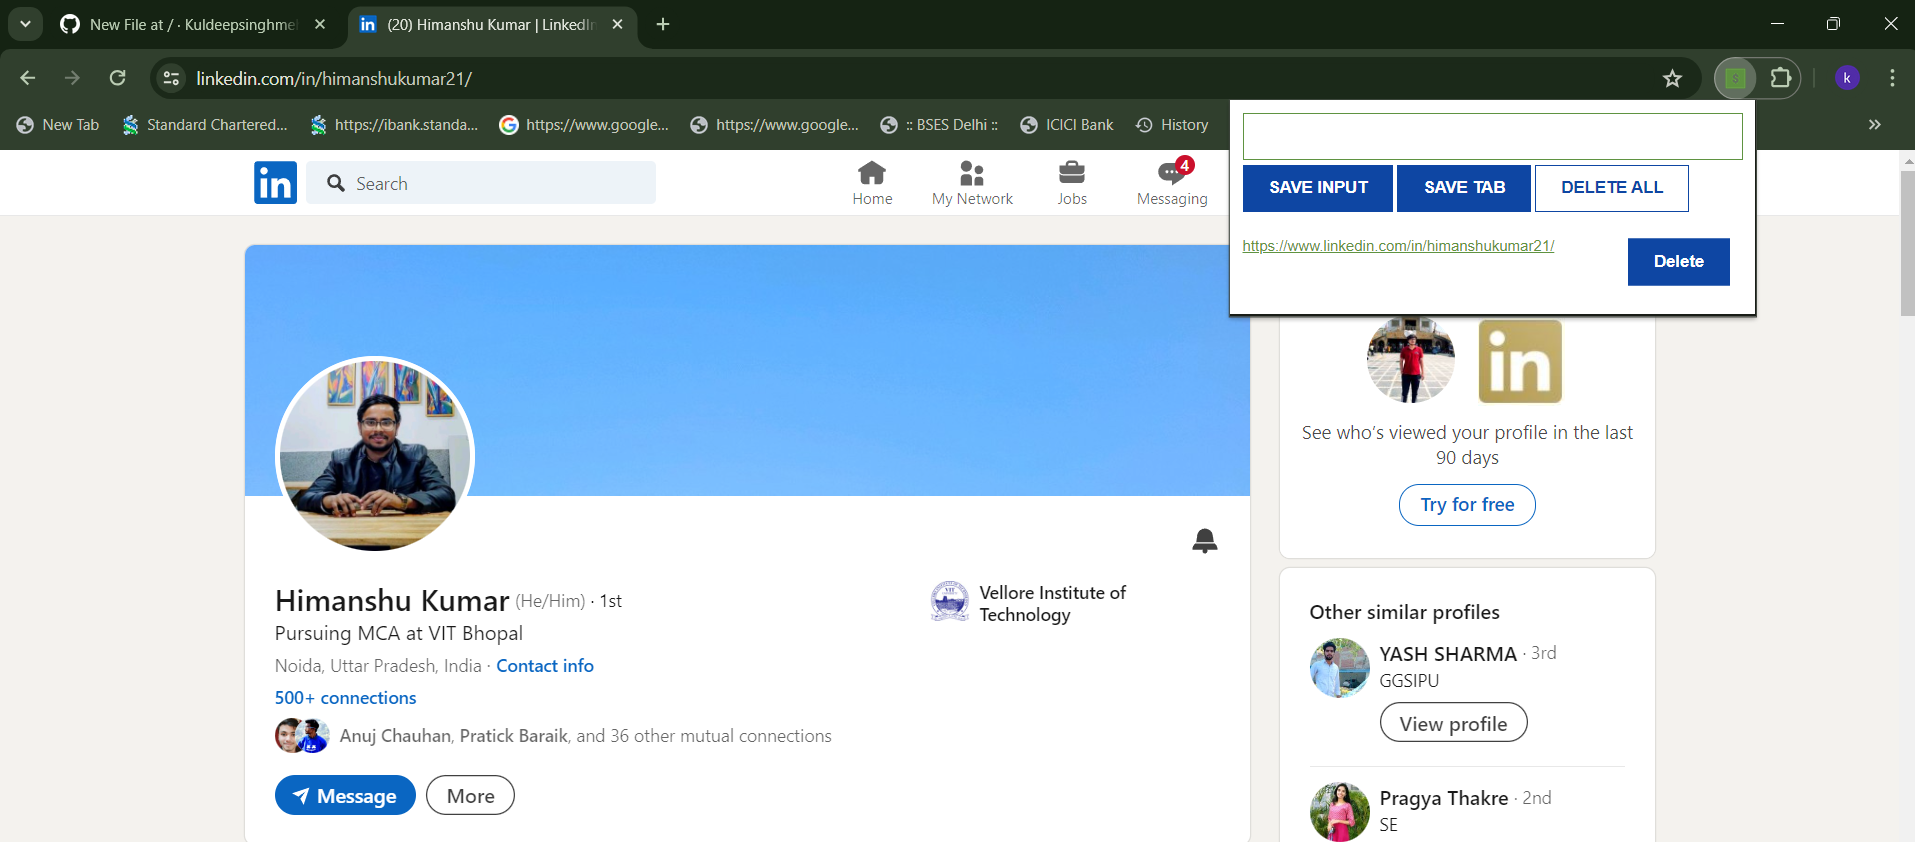 New File at / · Kuldeepsinghme
(20) Himanshu Kumar | LinkedIn
linkedin.com/in/himanshukumar21/
k
New Tab
Standard Chartered...
https://ibank.standa...
https://www.google...
https://www.google...
:: BSES Delhi ::
ICICI Bank
History
»
in
Search
Home
My Network
Jobs
4
Messaging
SAVE INPUT
SAVE TAB
DELETE ALL
https://www.linkedin.com/in/himanshukumar21/
Delete
in
See who's viewed your profile in the last
90 days
Try for free
Himanshu Kumar (He/Him) · 1st
Pursuing MCA at VIT Bhopal
Noida, Uttar Pradesh, India · Contact info
500+ connections
Anuj Chauhan, Pratick Baraik, and 36 other mutual connections
Message
More
Vellore Institute of
Technology
Other similar profiles
YASH SHARMA · 3rd
GGSIPU
View profile
Pragya Thakre · 2nd
SE